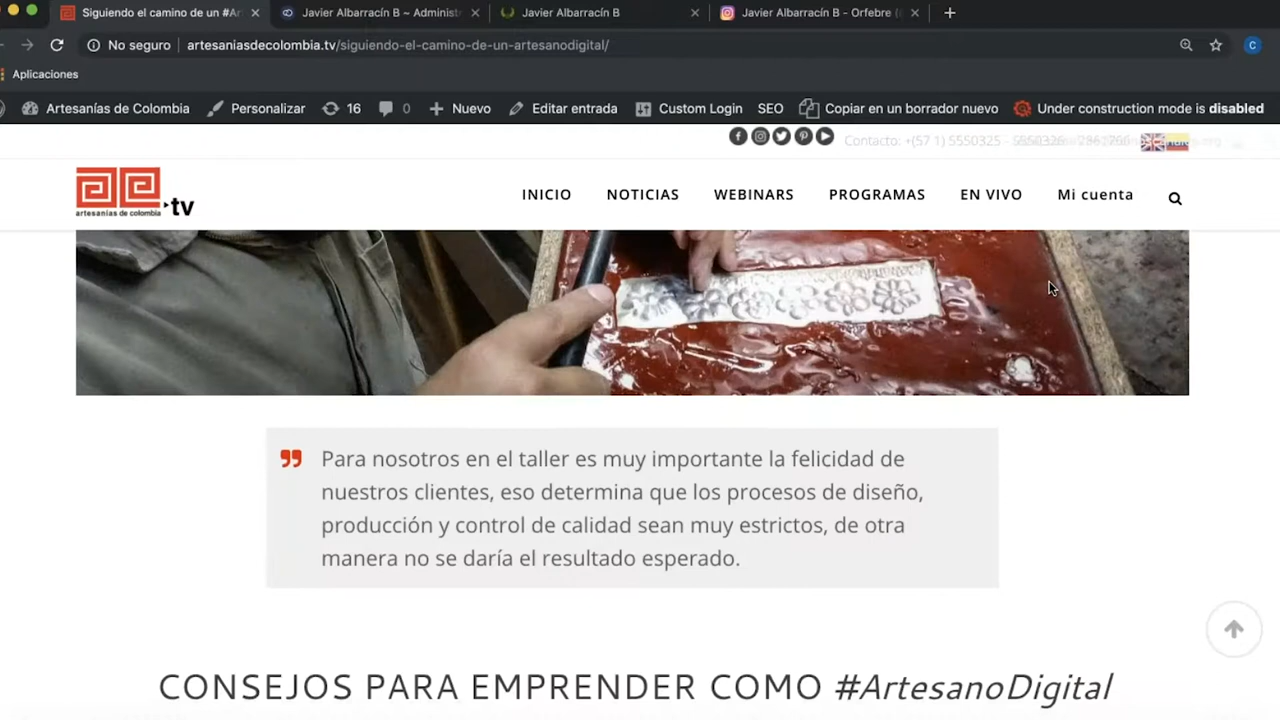 Siguiendo el camino de un #Ar
Javier Albarracín B ~ Administr
Javier Albarracín B
Javier Albarracín B - Orfebre
No seguro
artesaniasdecolombia.tv/siguiendo-el-camino-de-un-artesanodigital/
C
Aplicaciones
Artesanías de Colombia
Personalizar
16
0
Nuevo
Editar entrada
Custom Login
SEO
Copiar en un borrador nuevo
Under construction mode is disabled
Contacto: +(57 1) 5550325
artesanías de colombia
tv
INICIO
NOTICIAS
WEBINARS
PROGRAMAS
EN VIVO
Mi cuenta
Para nosotros en el taller es muy importante la felicidad de
nuestros clientes, eso determina que los procesos de diseño,
producción y control de calidad sean muy estrictos, de otra
manera no se daría el resultado esperado.
CONSEJOS PARA EMPRENDER COMO #ArtesanoDigital